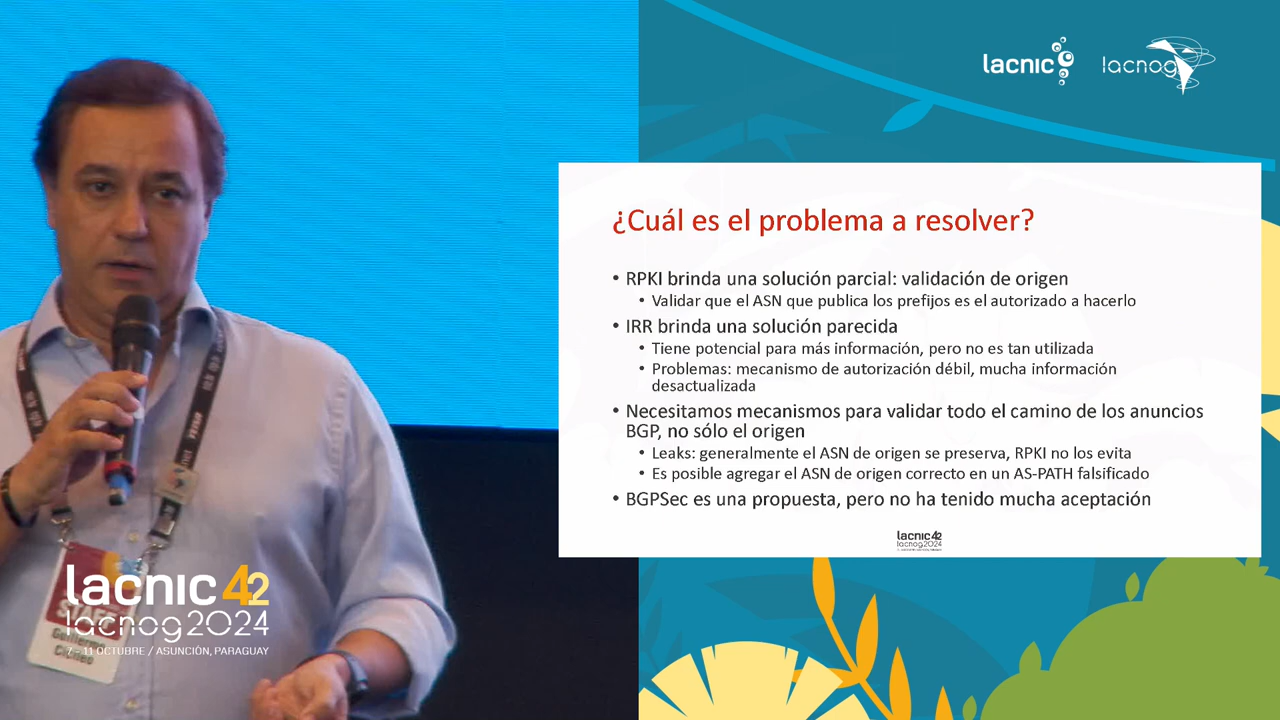 lacnic
lacnog
¿Cuál es el problema a resolver?
• RPKI brinda una solución parcial: validación de origen
• Validar que el ASN que publica los prefijos es el autorizado a hacerlo
• IRR brinda una solución parecida
• Tiene potencial para más información, pero no es tan utilizada
• Problemas: mecanismo de autorización débil, mucha información
desactualizada
• Necesitamos mecanismos para validar todo el camino de los anuncios
BGP, no sólo el origen
• Leaks: generalmente el ASN de origen se preserva, RPKI no los evita
• Es posible agregar el ASN de origen correcto en un AS-PATH falsificado
• BGPSec es una propuesta, pero no ha tenido mucha aceptación
lacnic 42
lacnog2024
lacnic 42
lacnog2024
7 - 11 OCTUBRE / ASUNCIÓN, PARAGUAY
STAFF